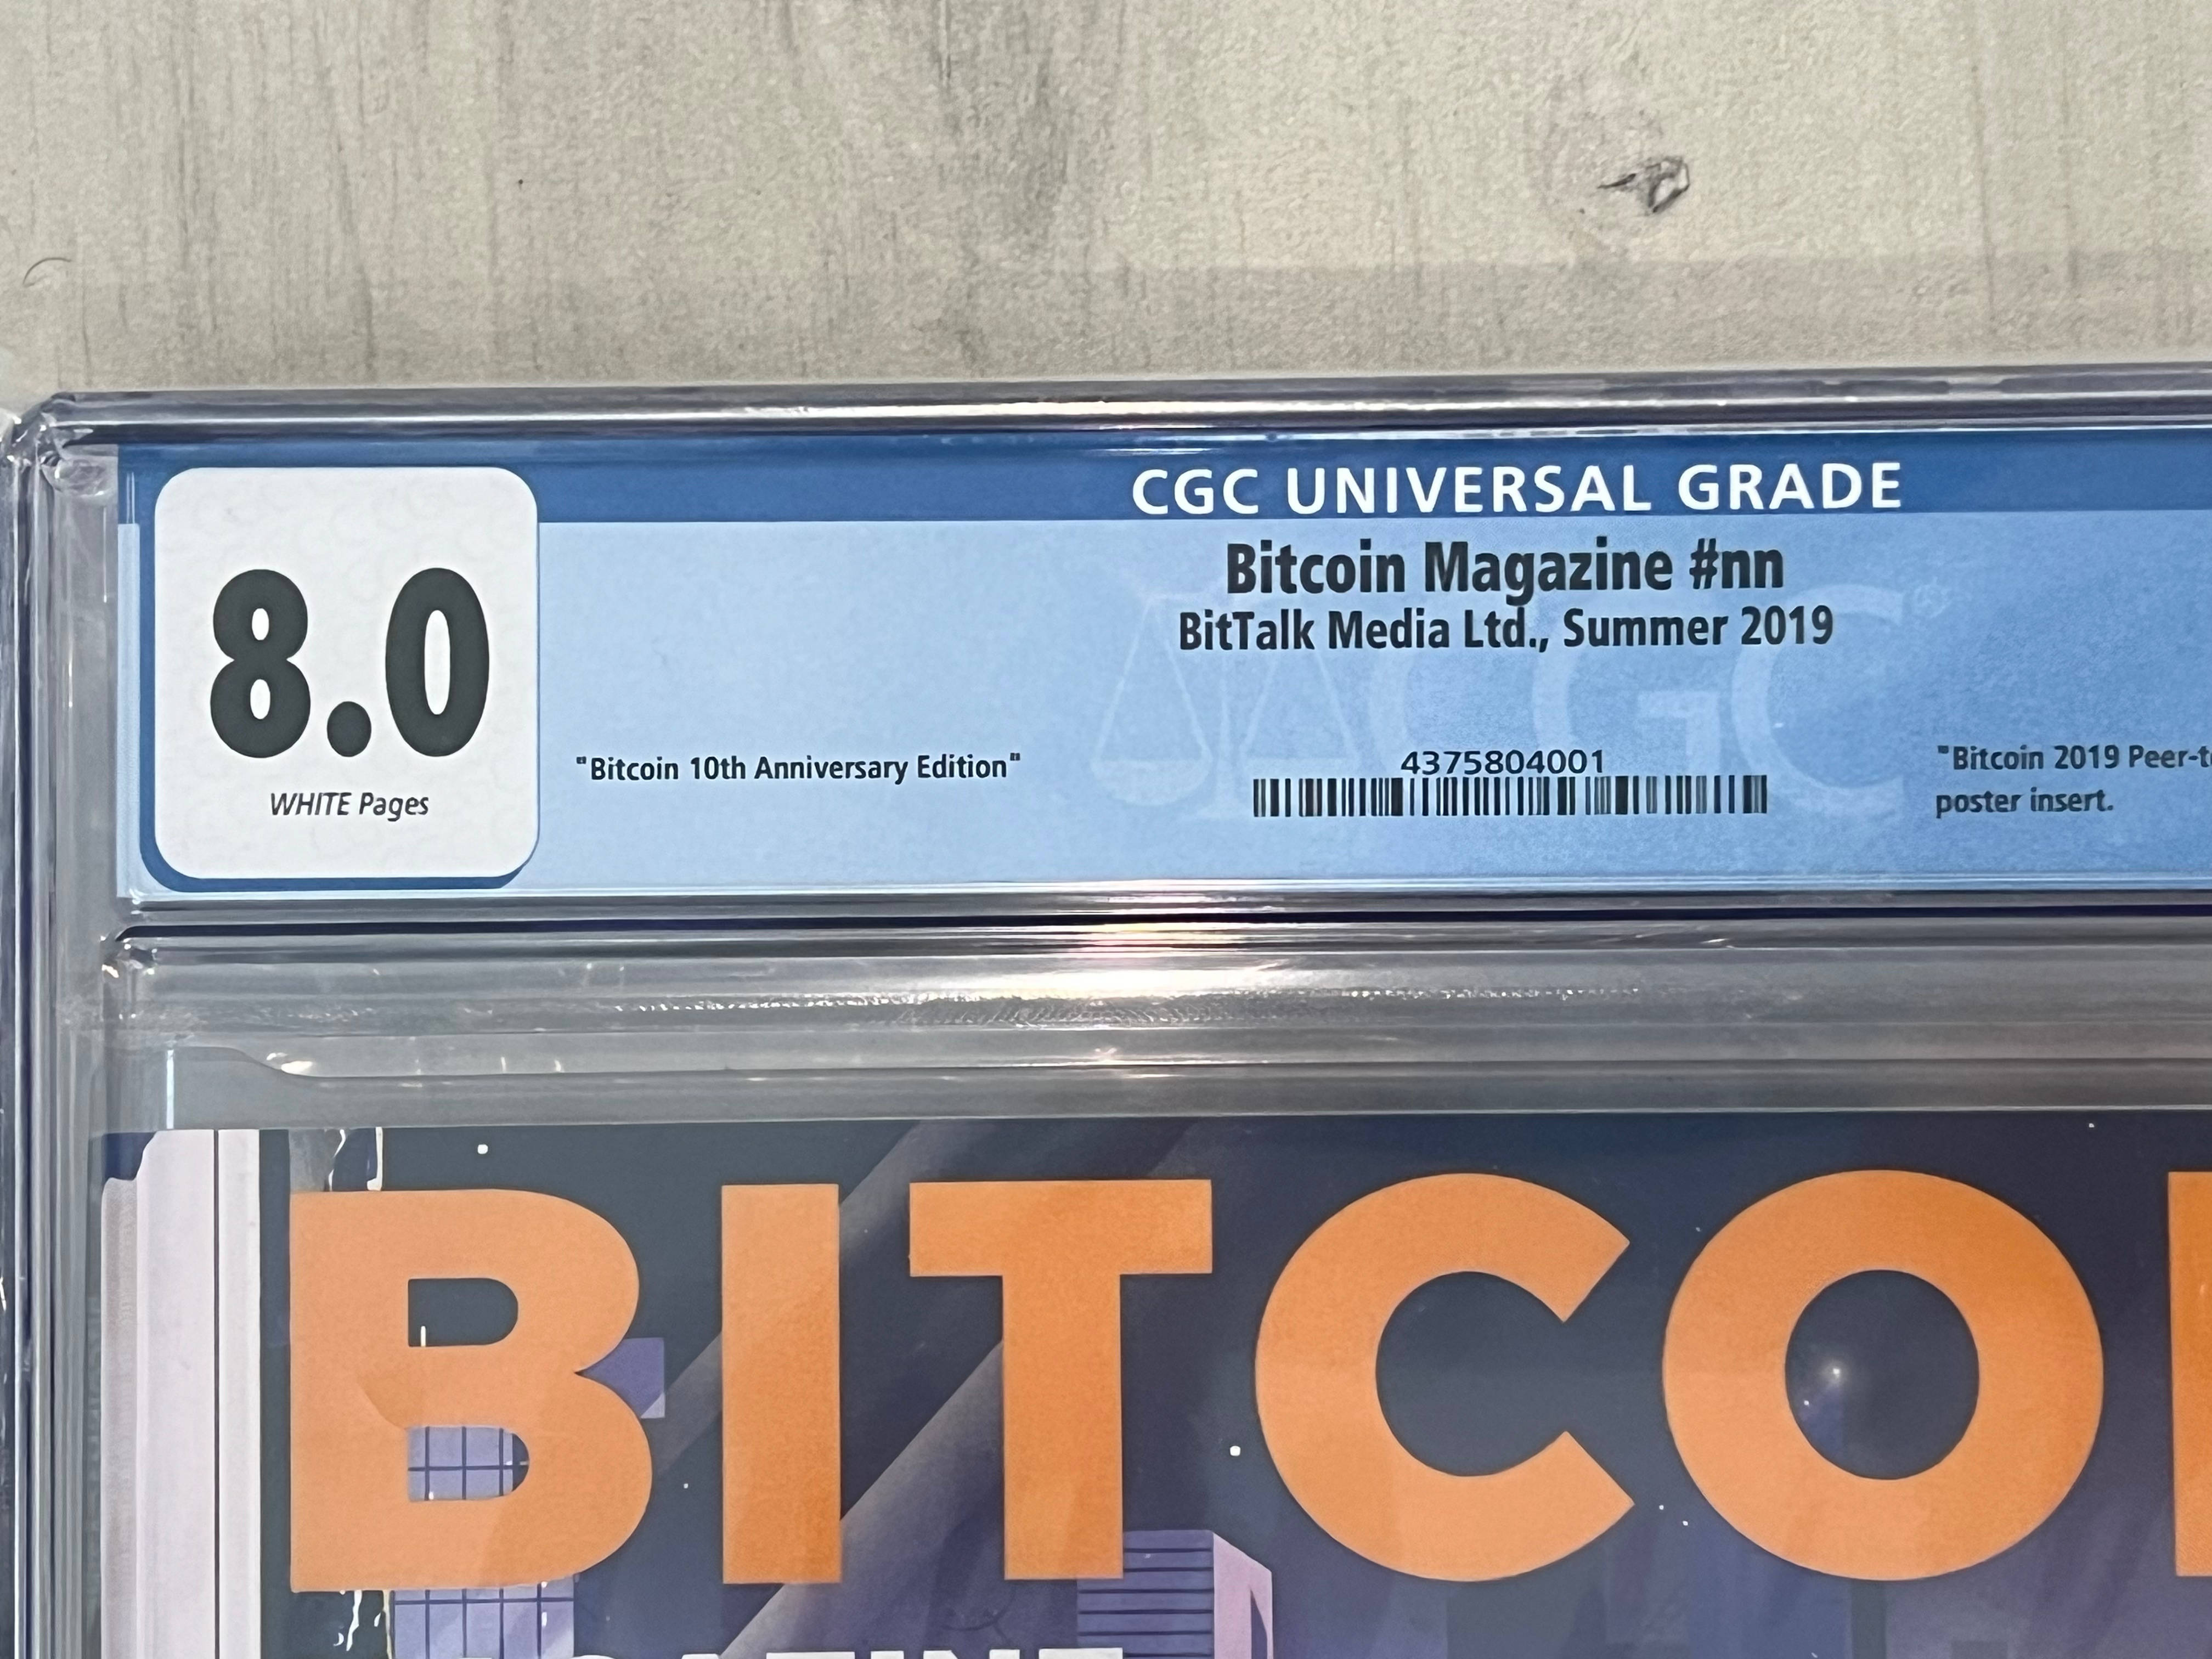 CGC UNIVERSAL GRADE
8.0
WHITE Pages
Bitcoin Magazine #nn
BitTalk Media Ltd., Summer 2019
"Bitcoin 10th Anniversary Edition"
4375804001
"Bitcoin 2019 Peer-t
poster insert.
CGC
BITCO